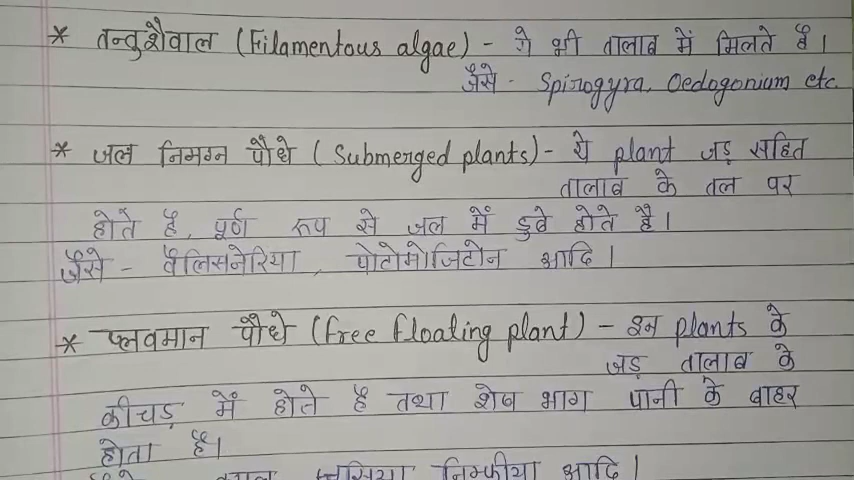 * तन्तुशैवाल (Filamentous algae) - ये भी तालाब में मिलते है।
जैसे - Spirogyra, Oedogonium etc.
* जल निमग्न पौधे (Submerged plants) - ये plant जड़ सहित
तालाब के तल पर
होते है, पूर्ण रूप से जल में डुबे होते है।
जैसे - वैलिसनेरिया, पोटोमोजिटोन आदि।
* प्लवमान पौधे (free floating plant) - इन plants के
जड़ तालाब के
कीचड़ में होते है तथा शेष भाग पानी के बाहर
होता है।
निम्फीया आदि।